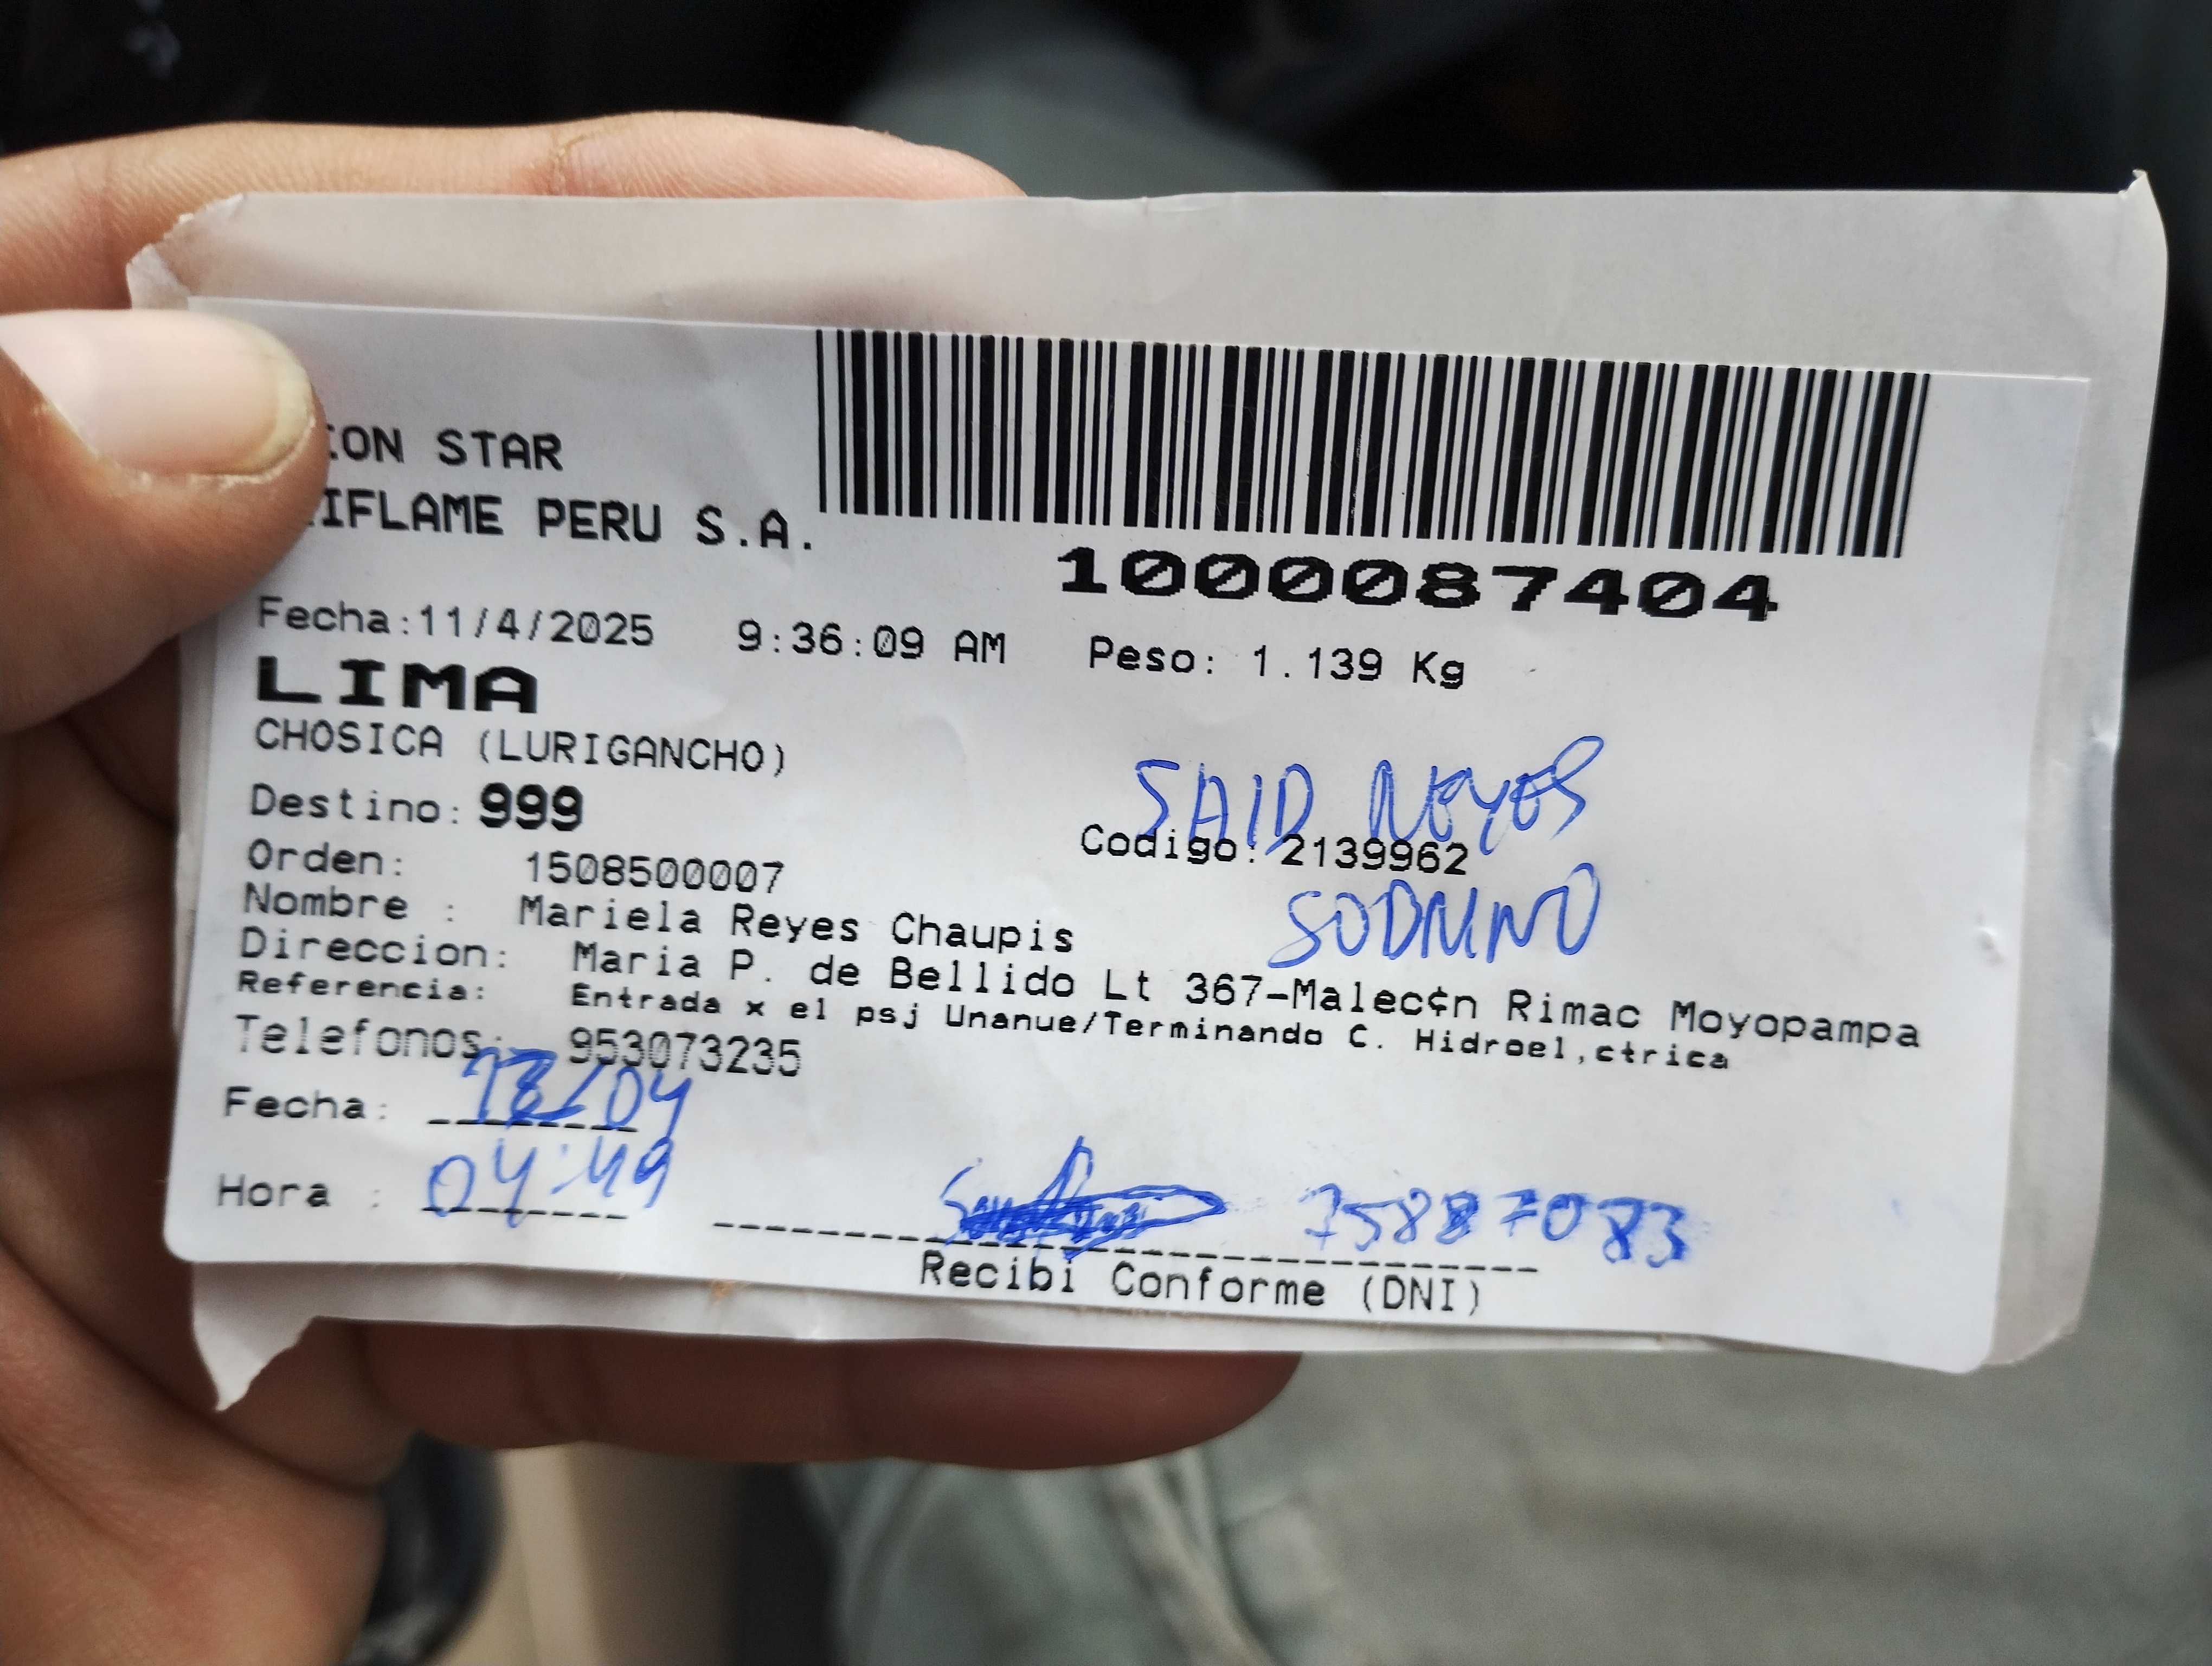 ION STAR
IFLAME PERU S.A.
1000087404
Fecha:11/4/2025 9:36:09 AM Peso: 1.139 Kg
LIMA
CHOSICA (LURIGANCHO)
SAID REYES
Destino: 999
Codigo: 2139962
Orden: 1508500007
SOBRINO
Nombre : Mariela Reyes Chaupis
Direccion: Maria P. de Bellido Lt 367-Malec¢n Rimac Moyopampa
Referencia: Entrada x el psj Unanue/Terminando C. Hidroel,ctrica
Telefonos: 953073235
Fecha: /04
Hora : 04:49
75887083
Recibi Conforme (DNI)